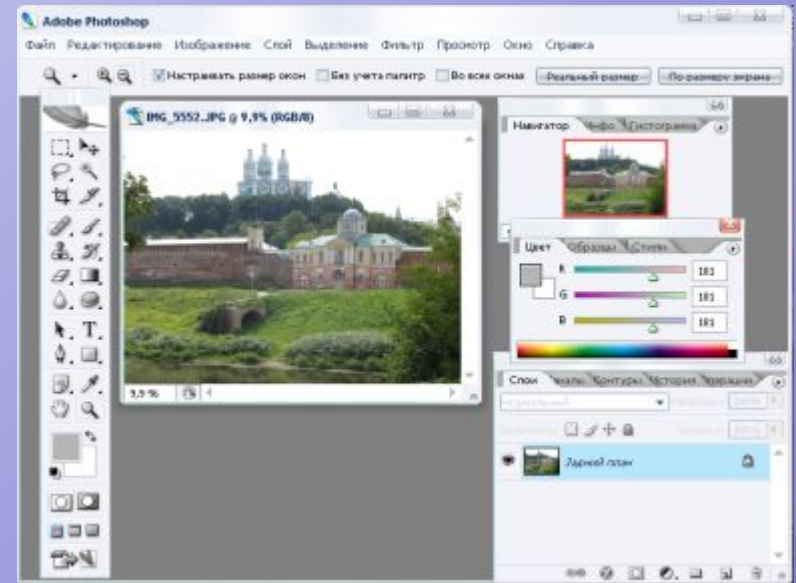 Adobe Photoshop
Файл Редактирование Изображение Слой Выделение Фильтр Просмотр Окно Справка
Настраивать размер окон Без учета палитр Во всех окнах Реальный размер По размеру экрана
IMG_5552.JPG @ 9,9% (RGB/8)
Навигатор Инфо Гистограмма
Цвет Образцы Стили
R 181
G 181
B 181
9,9 %
Слои Каналы Контуры История Операции
Нормальный
Задний план